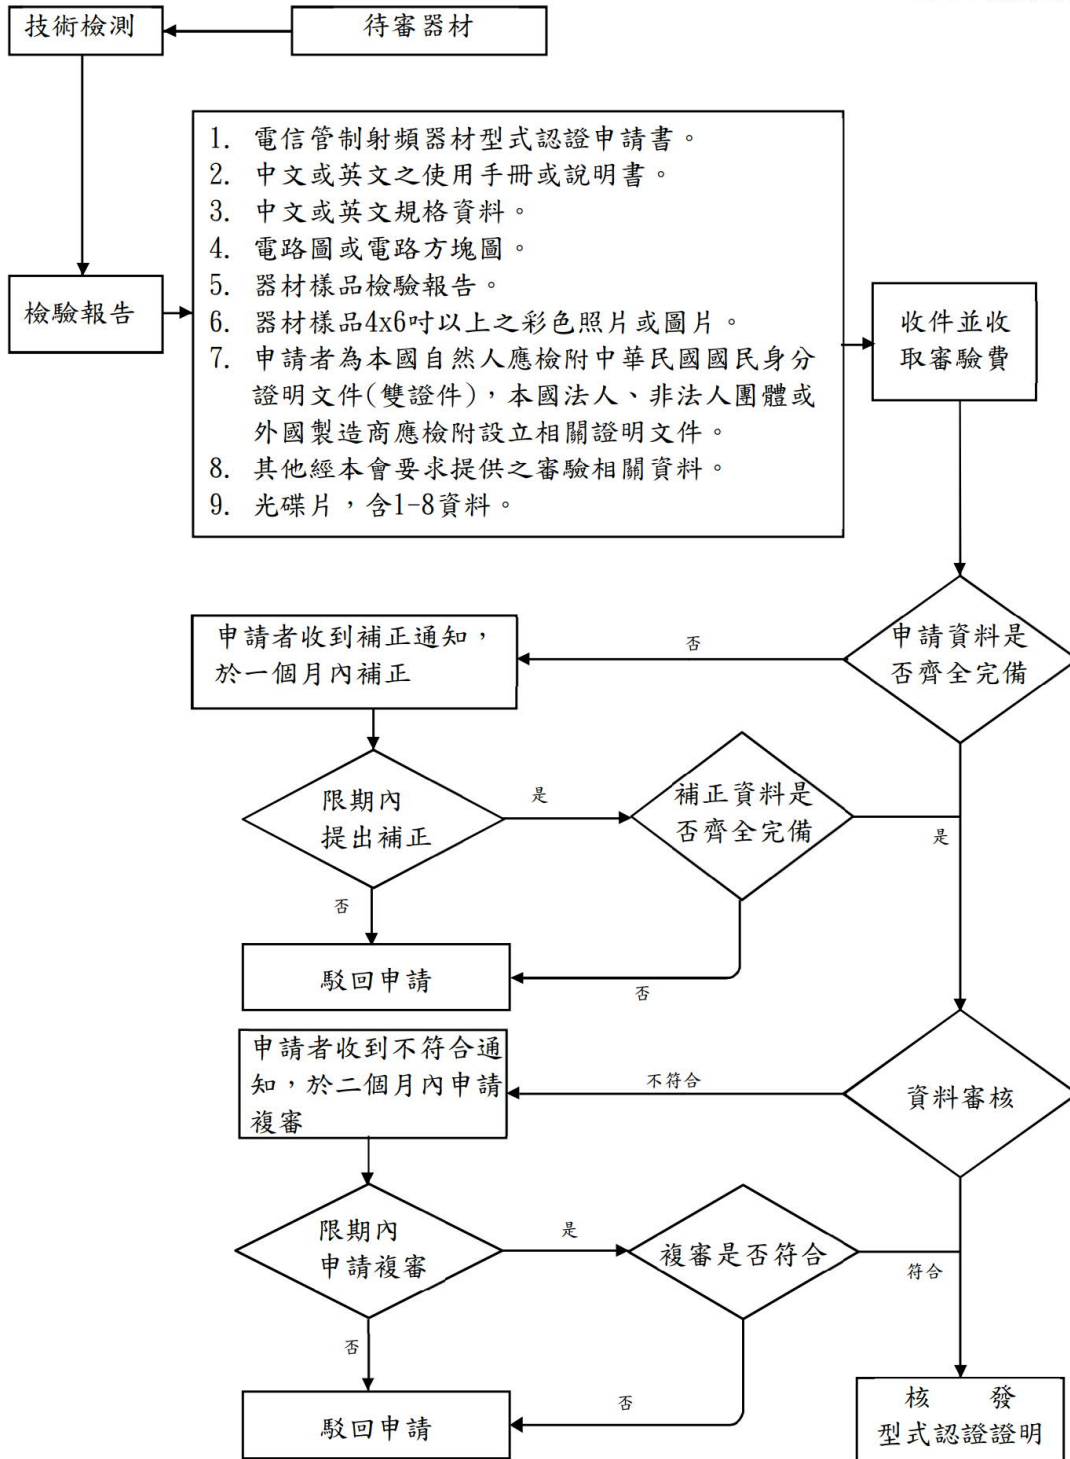 技術檢測
待審器材
1. 電信管制射頻器材型式認證申請書。
2. 中文或英文之使用手冊或說明書。
3. 中文或英文規格資料。
4. 電路圖或電路方塊圖。
5. 器材樣品檢驗報告。
6. 器材樣品4x6吋以上之彩色照片或圖片。
7. 申請者為本國自然人應檢附中華民國國民身分
證明文件(雙證件)，本國法人、非法人團體或
外國製造商應檢附設立相關證明文件。
8. 其他經本會要求提供之審驗相關資料。
9. 光碟片，含1-8資料。
檢驗報告
收件並收
取審驗費
申請資料是
否齊全完備
否
申請者收到補正通知，
於一個月內補正
限期內
提出補正
是
補正資料是
否齊全完備
是
否
駁回申請
否
申請者收到不符合通
知，於二個月內申請
複審
不符合
資料審核
限期內
申請複審
是
複審是否符合
符合
否
駁回申請
否
核 發
型式認證證明